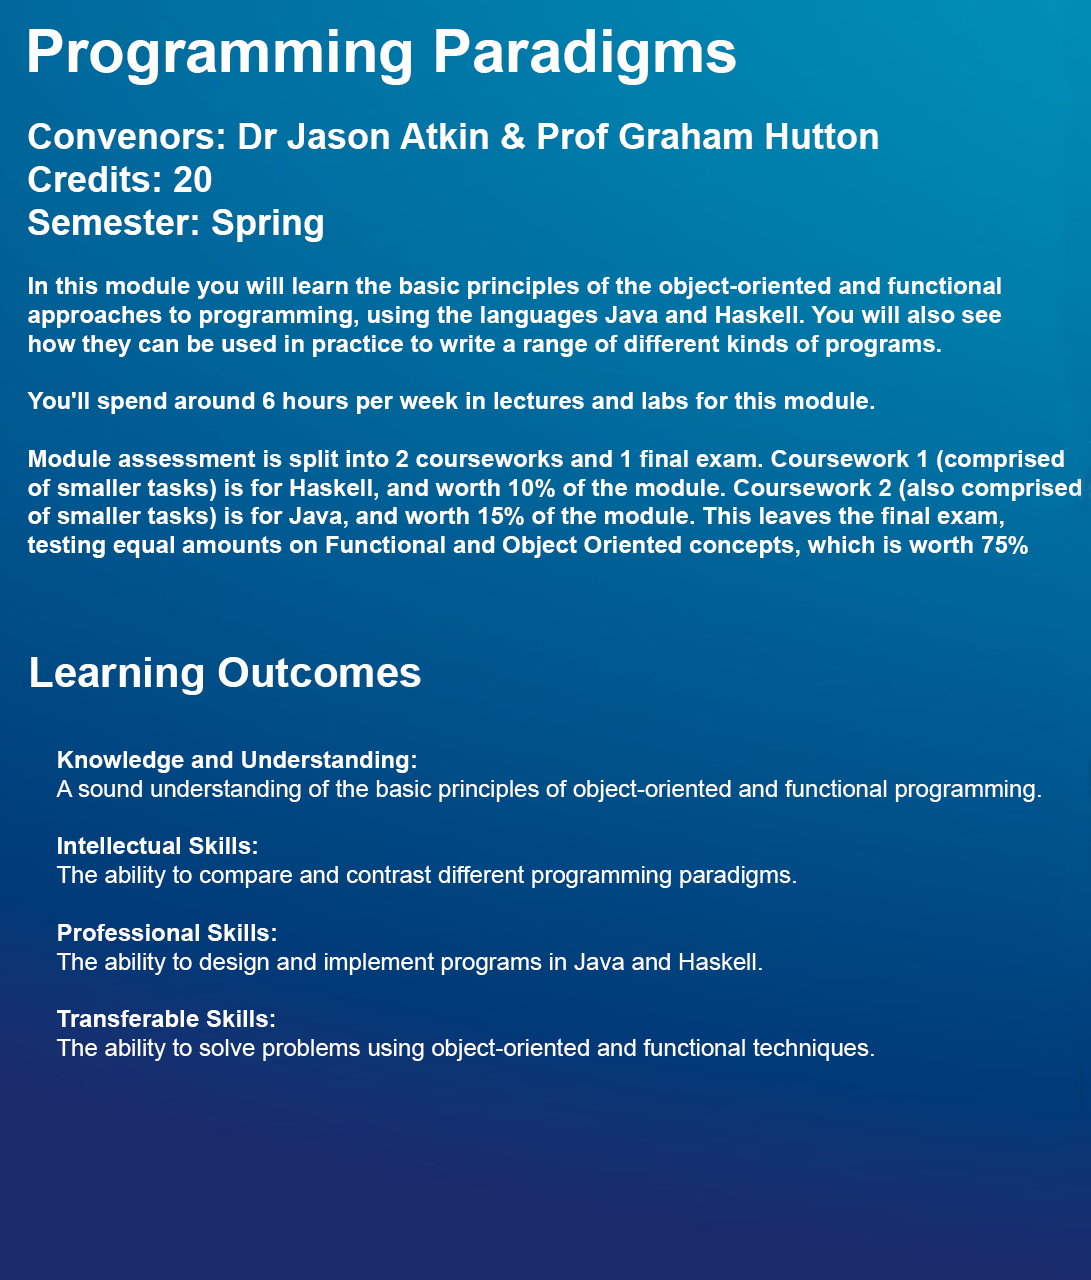 Programming Paradigms
Convenors: Dr Jason Atkin & Prof Graham Hutton
Credits: 20
Semester: Spring
In this module you will learn the basic principles of the object-oriented and functional
approaches to programming, using the languages Java and Haskell. You will also see
how they can be used in practice to write a range of different kinds of programs.
You'll spend around 6 hours per week in lectures and labs for this module.
Module assessment is split into 2 courseworks and 1 final exam. Coursework 1 (comprised
of smaller tasks) is for Haskell, and worth 10% of the module. Coursework 2 (also comprised
of smaller tasks) is for Java, and worth 15% of the module. This leaves the final exam,
testing equal amounts on Functional and Object Oriented concepts, which is worth 75%
Learning Outcomes
Knowledge and Understanding:
A sound understanding of the basic principles of object-oriented and functional programming.
Intellectual Skills:
The ability to compare and contrast different programming paradigms.
Professional Skills:
The ability to design and implement programs in Java and Haskell.
Transferable Skills:
The ability to solve problems using object-oriented and functional techniques.